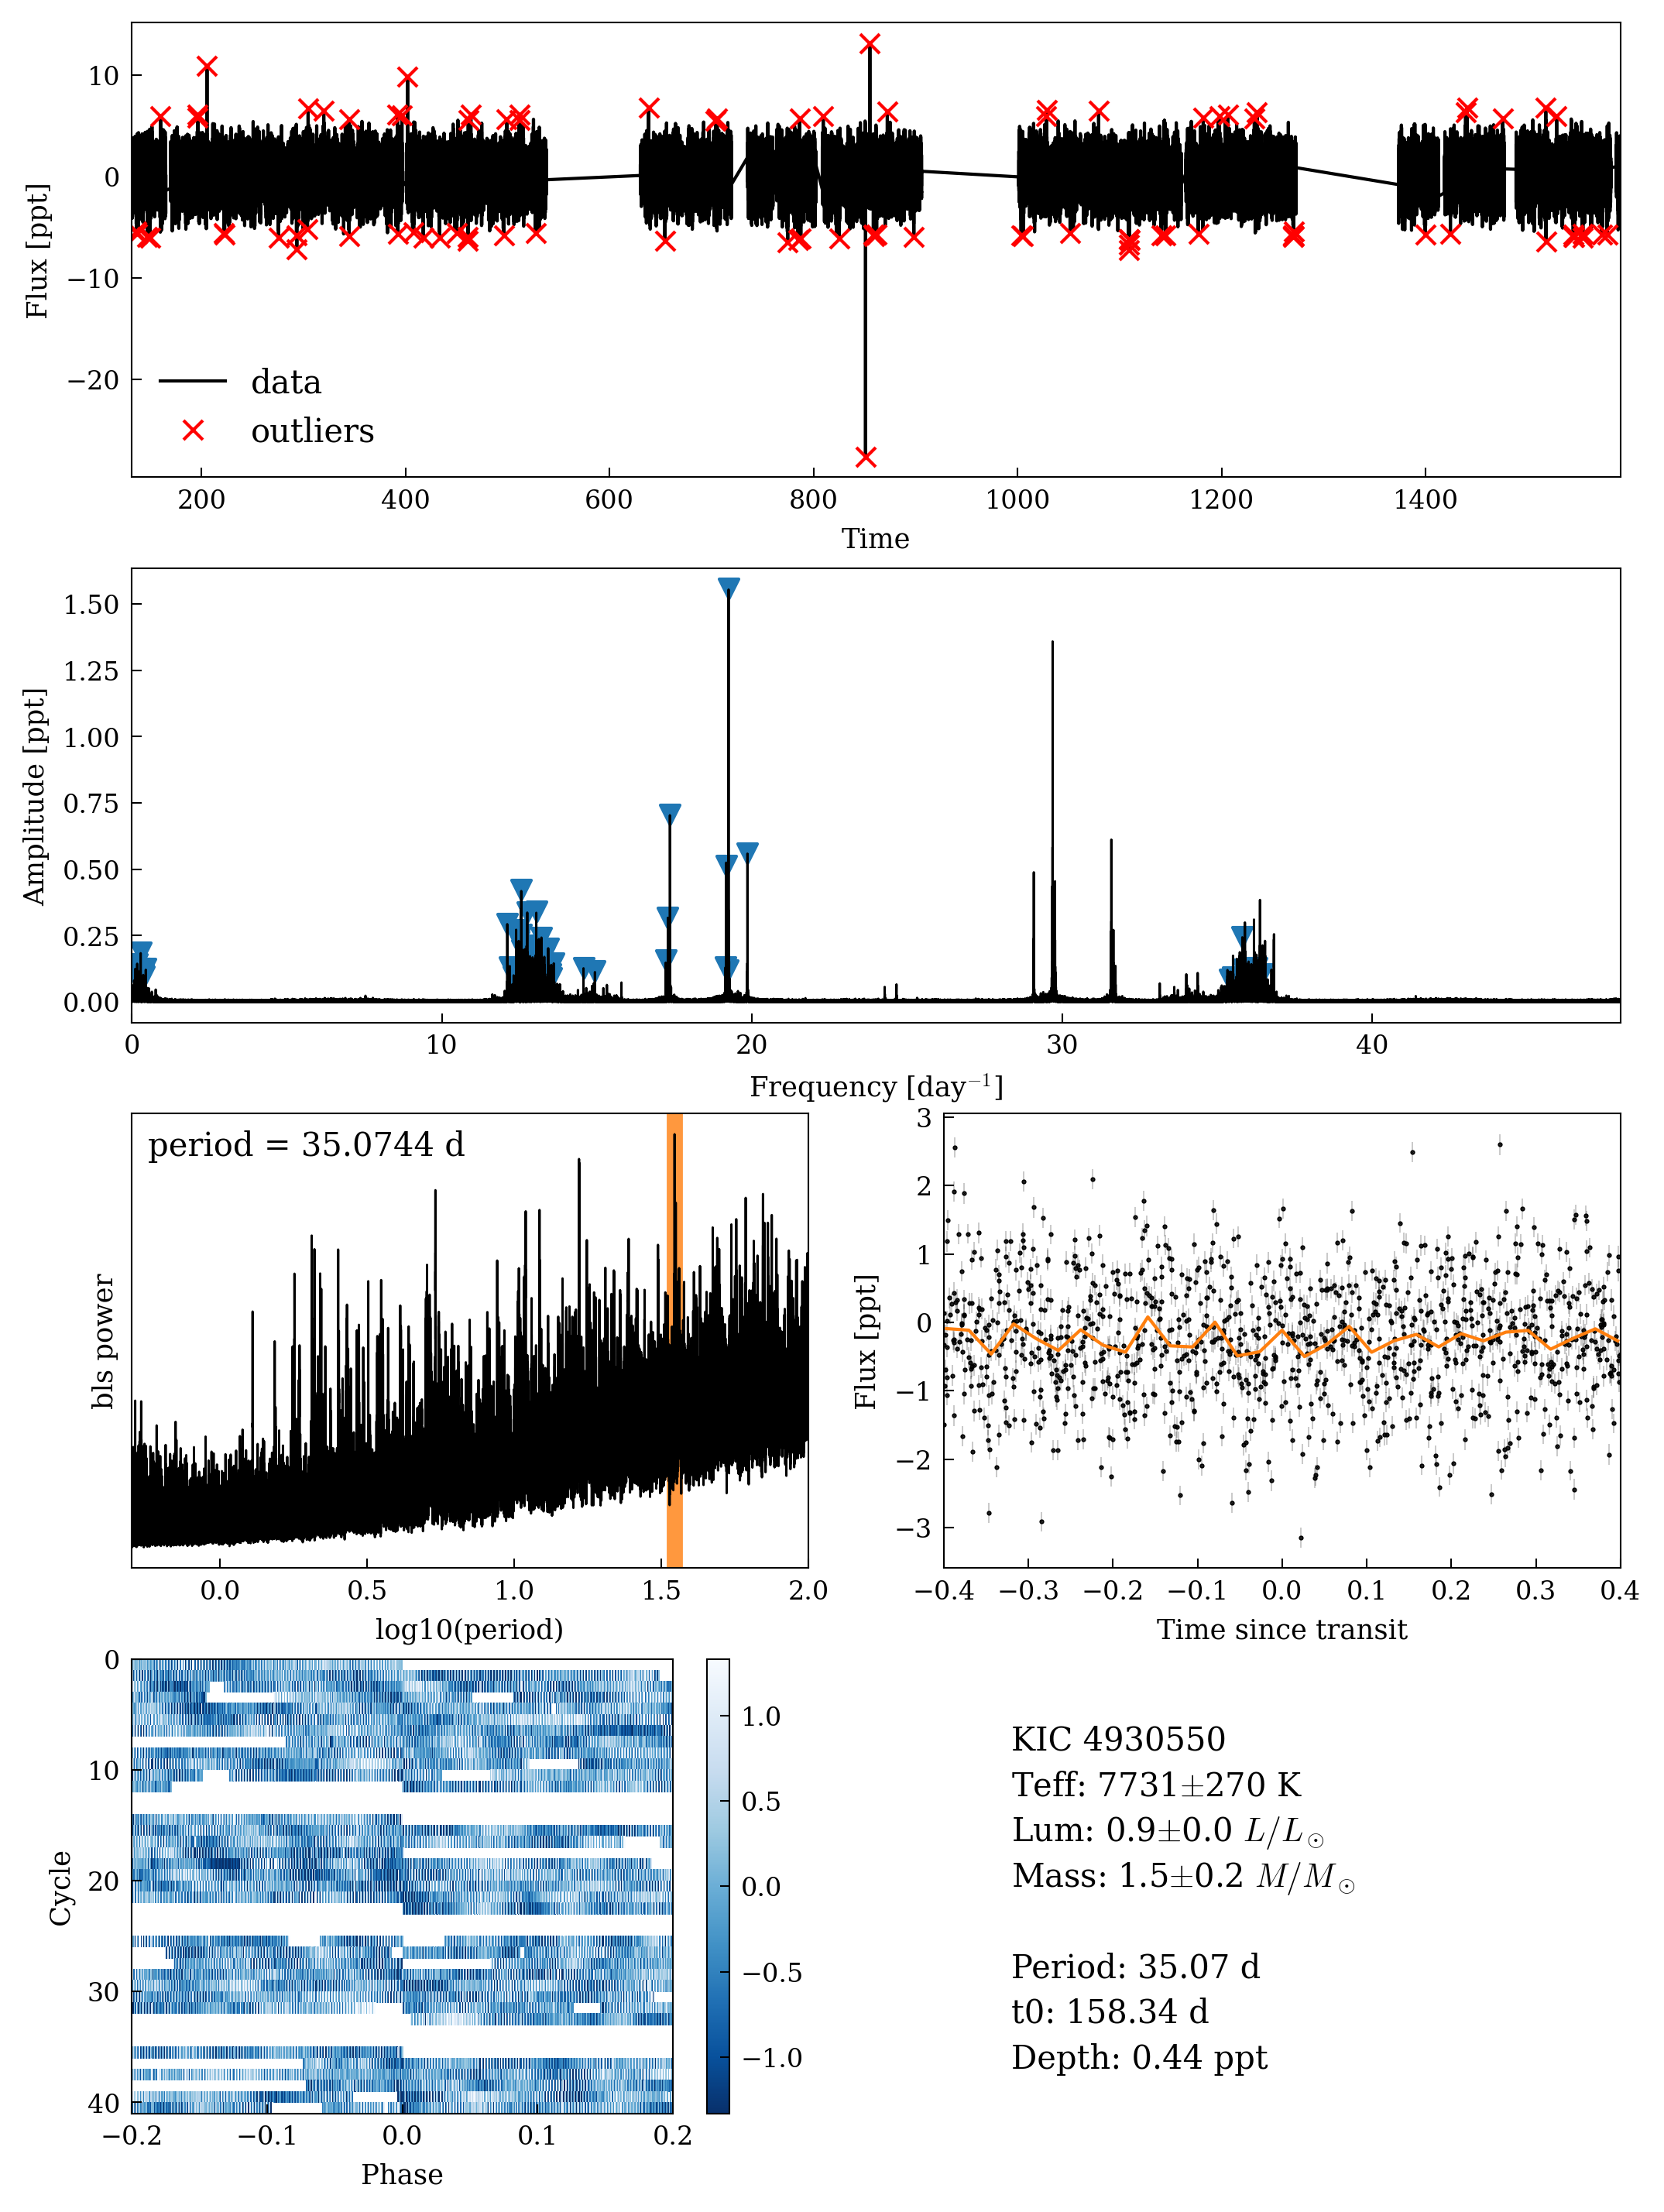 10
0
−10
−20
Flux [ppt]
data
outliers
200 400 600 800 1000 1200 1400
Time
1.50
1.25
1.00
0.75
0.50
0.25
0.00
Amplitude [ppt]
0 10 20 30 40
Frequency [day⁻¹]
period = 35.0744 d
bls power
0.0 0.5 1.0 1.5 2.0
log10(period)
3
2
1
0
−1
−2
−3
Flux [ppt]
−0.4 −0.3 −0.2 −0.1 0.0 0.1 0.2 0.3 0.4
Time since transit
0
10
20
30
40
Cycle
−0.2 −0.1 0.0 0.1 0.2
Phase
1.0
0.5
0.0
−0.5
−1.0
KIC 4930550
Teff: 7731±270 K
Lum: 0.9±0.0 L/L☉
Mass: 1.5±0.2 M/M☉
Period: 35.07 d
t0: 158.34 d
Depth: 0.44 ppt